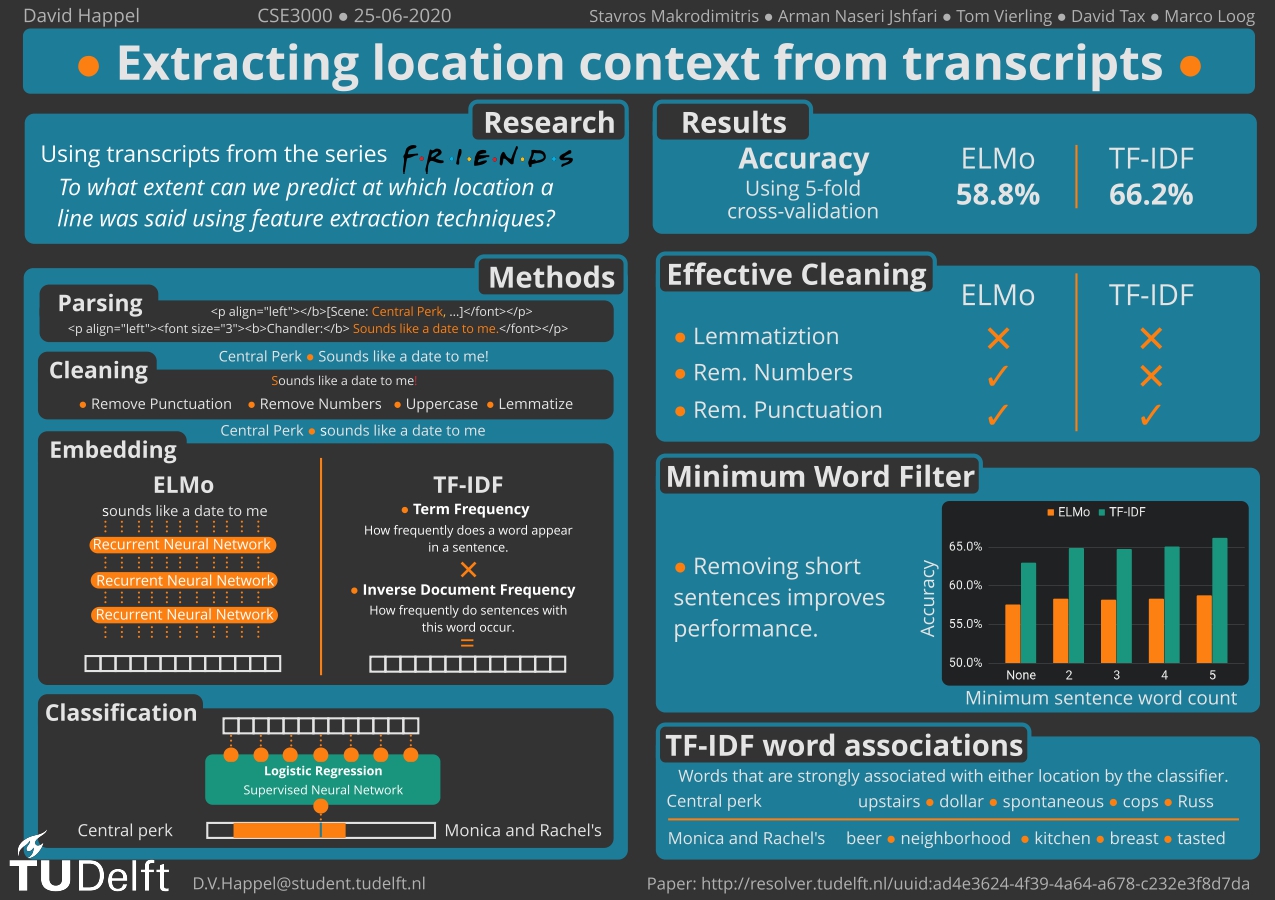 David Happel
CSE3000 ● 25-06-2020
Stavros Makrodimitris ● Arman Naseri Jshfari ● Tom Vierling ● David Tax ● Marco Loog
● Extracting location context from transcripts ●
Research
Using transcripts from the series F·R·I·E·N·D·S
To what extent can we predict at which location a
line was said using feature extraction techniques?
Methods
Parsing
<p align="left"></b>[Scene: Central Perk, ...]</font></p>
<p align="left"><font size="3"><b>Chandler:</b> Sounds like a date to me.</font></p>
Central Perk ● Sounds like a date to me!
Cleaning
Sounds like a date to me!
● Remove Punctuation ● Remove Numbers ● Uppercase ● Lemmatize
Central Perk ● sounds like a date to me
Embedding
ELMo
sounds like a date to me
Recurrent Neural Network
Recurrent Neural Network
Recurrent Neural Network
TF-IDF
● Term Frequency
How frequently does a word appear
in a sentence.
✕
● Inverse Document Frequency
How frequently do sentences with
this word occur.
=
Classification
Logistic Regression
Supervised Neural Network
Central perk
Monica and Rachel's
TUDelft
D.V.Happel@student.tudelft.nl
Results
Accuracy
Using 5-fold
cross-validation
ELMo
58.8%
TF-IDF
66.2%
Effective Cleaning
ELMo TF-IDF
● Lemmatiztion ✕ ✕
● Rem. Numbers ✓ ✕
● Rem. Punctuation ✓ ✓
Minimum Word Filter
● Removing short
sentences improves
performance.
ELMo TF-IDF
Accuracy
65.0%
60.0%
55.0%
50.0%
None 2 3 4 5
Minimum sentence word count
TF-IDF word associations
Words that are strongly associated with either location by the classifier.
Central perk upstairs ● dollar ● spontaneous ● cops ● Russ
Monica and Rachel's beer ● neighborhood ● kitchen ● breast ● tasted
Paper: http://resolver.tudelft.nl/uuid:ad4e3624-4f39-4a64-a678-c232e3f8d7da